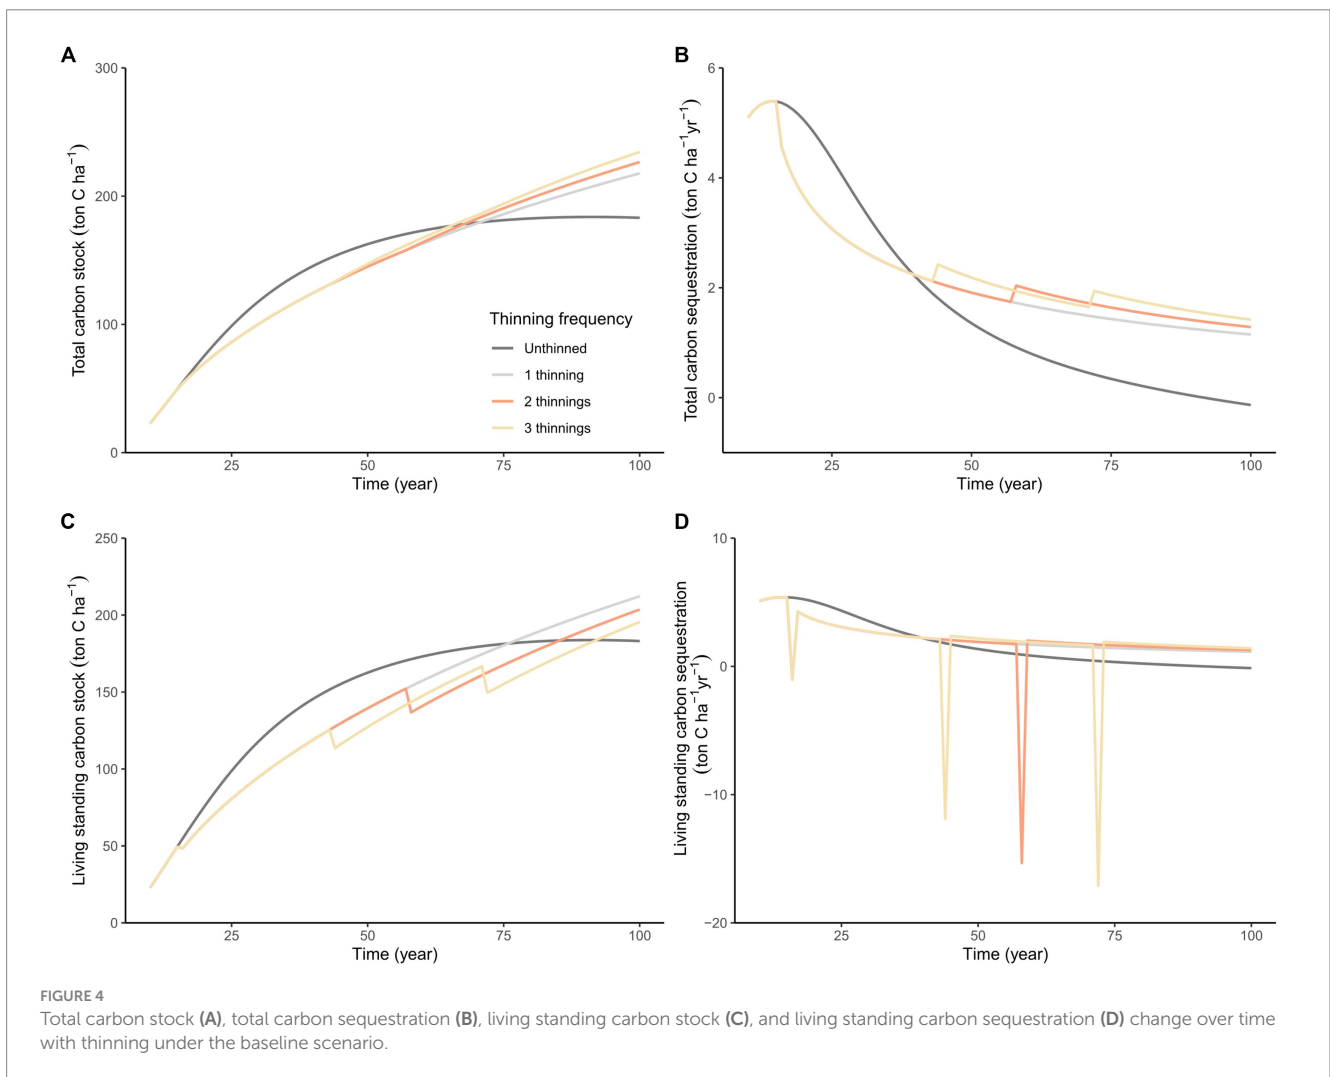 A
300
200
100
0
Total carbon stock (ton C ha−1)
25 50 75 100
Time (year)
Thinning frequency
Unthinned
1 thinning
2 thinnings
3 thinnings
B
6
4
2
0
Total carbon sequestration (ton C ha−1yr−1)
25 50 75 100
Time (year)
C
250
200
150
100
50
0
Living standing carbon stock (ton C ha−1)
25 50 75 100
Time (year)
D
10
0
−10
−20
Living standing carbon sequestration
(ton C ha−1yr−1)
25 50 75 100
Time (year)
FIGURE 4
Total carbon stock (A), total carbon sequestration (B), living standing carbon stock (C), and living standing carbon sequestration (D) change over time
with thinning under the baseline scenario.